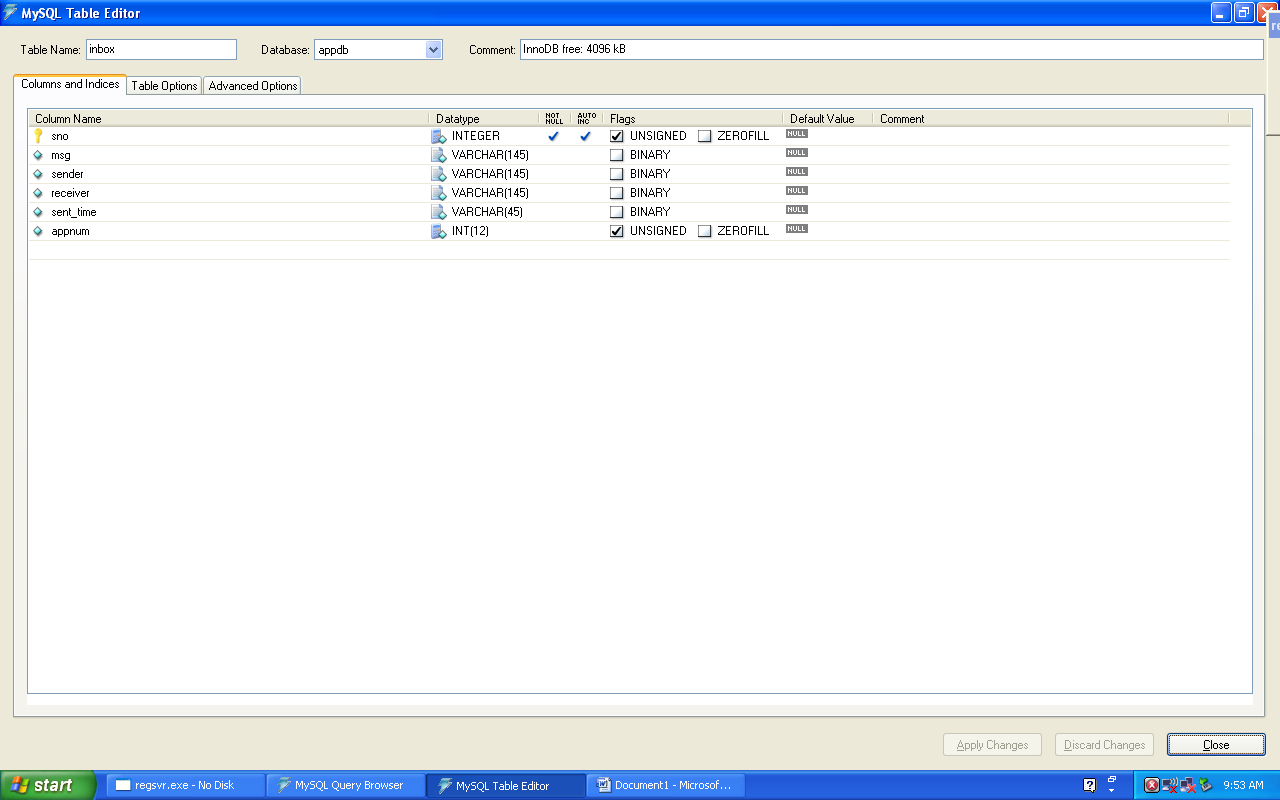 MySQL Table Editor
Table Name: inbox Database: appdb Comment: InnoDB free: 4096 kB
Columns and Indices Table Options Advanced Options
Column Name Datatype NOT NULL AUTO INC Flags Default Value Comment
sno INTEGER UNSIGNED ZEROFILL NULL
msg VARCHAR(145) BINARY NULL
sender VARCHAR(145) BINARY NULL
receiver VARCHAR(145) BINARY NULL
sent_time VARCHAR(45) BINARY NULL
appnum INT(12) UNSIGNED ZEROFILL NULL
Apply Changes Discard Changes Close
start regsvr.exe - No Disk MySQL Query Browser MySQL Table Editor Document1 - Microsof... 9:53 AM